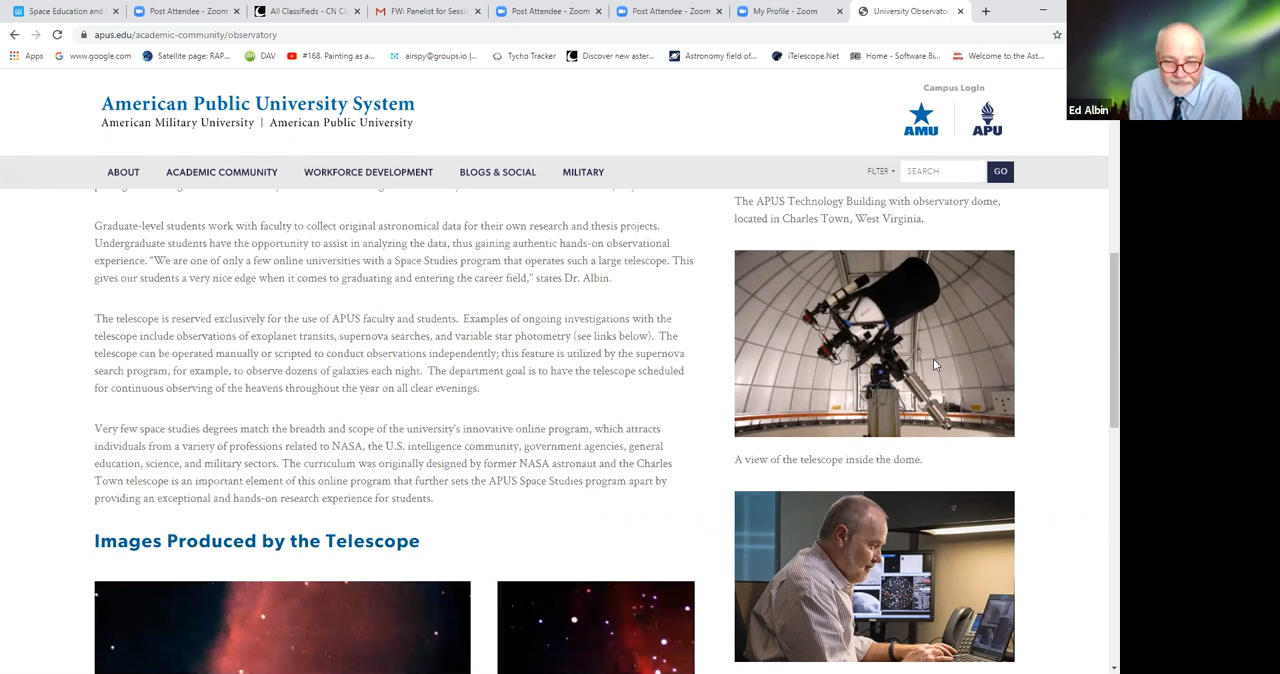 Space Education and
Post Attendee - Zoom
All Classifieds - CN Cl
FW: Panelist for Sessi
Post Attendee - Zoom
Post Attendee - Zoom
My Profile - Zoom
University Observato
apus.edu/academic-community/observatory
Apps
www.google.com
Satellite page: RAP...
DAV
#168. Painting as a...
airspy@groups.io |...
Tycho Tracker
Discover new aster...
Astronomy field of...
iTelescope.Net
Home - Software Bi...
Welcome to the Ast...
Ed Albin
American Public University System
American Military University | American Public University
Campus Login
AMU
APU
ABOUT
ACADEMIC COMMUNITY
WORKFORCE DEVELOPMENT
BLOGS & SOCIAL
MILITARY
FILTER
SEARCH
GO
Graduate-level students work with faculty to collect original astronomical data for their own research and thesis projects.
Undergraduate students have the opportunity to assist in analyzing the data, thus gaining authentic hands-on observational
experience. "We are one of only a few online universities with a Space Studies program that operates such a large telescope. This
gives our students a very nice edge when it comes to graduating and entering the career field," states Dr. Albin.
The telescope is reserved exclusively for the use of APUS faculty and students. Examples of ongoing investigations with the
telescope include observations of exoplanet transits, supernova searches, and variable star photometry (see links below). The
telescope can be operated manually or scripted to conduct observations independently; this feature is utilized by the supernova
search program, for example, to observe dozens of galaxies each night. The department goal is to have the telescope scheduled
for continuous observing of the heavens throughout the year on all clear evenings.
Very few space studies degrees match the breadth and scope of the university's innovative online program, which attracts
individuals from a variety of professions related to NASA, the U.S. intelligence community, government agencies, general
education, science, and military sectors. The curriculum was originally designed by former NASA astronaut and the Charles
Town telescope is an important element of this online program that further sets the APUS Space Studies program apart by
providing an exceptional and hands-on research experience for students.
Images Produced by the Telescope
The APUS Technology Building with observatory dome,
located in Charles Town, West Virginia.
A view of the telescope inside the dome.